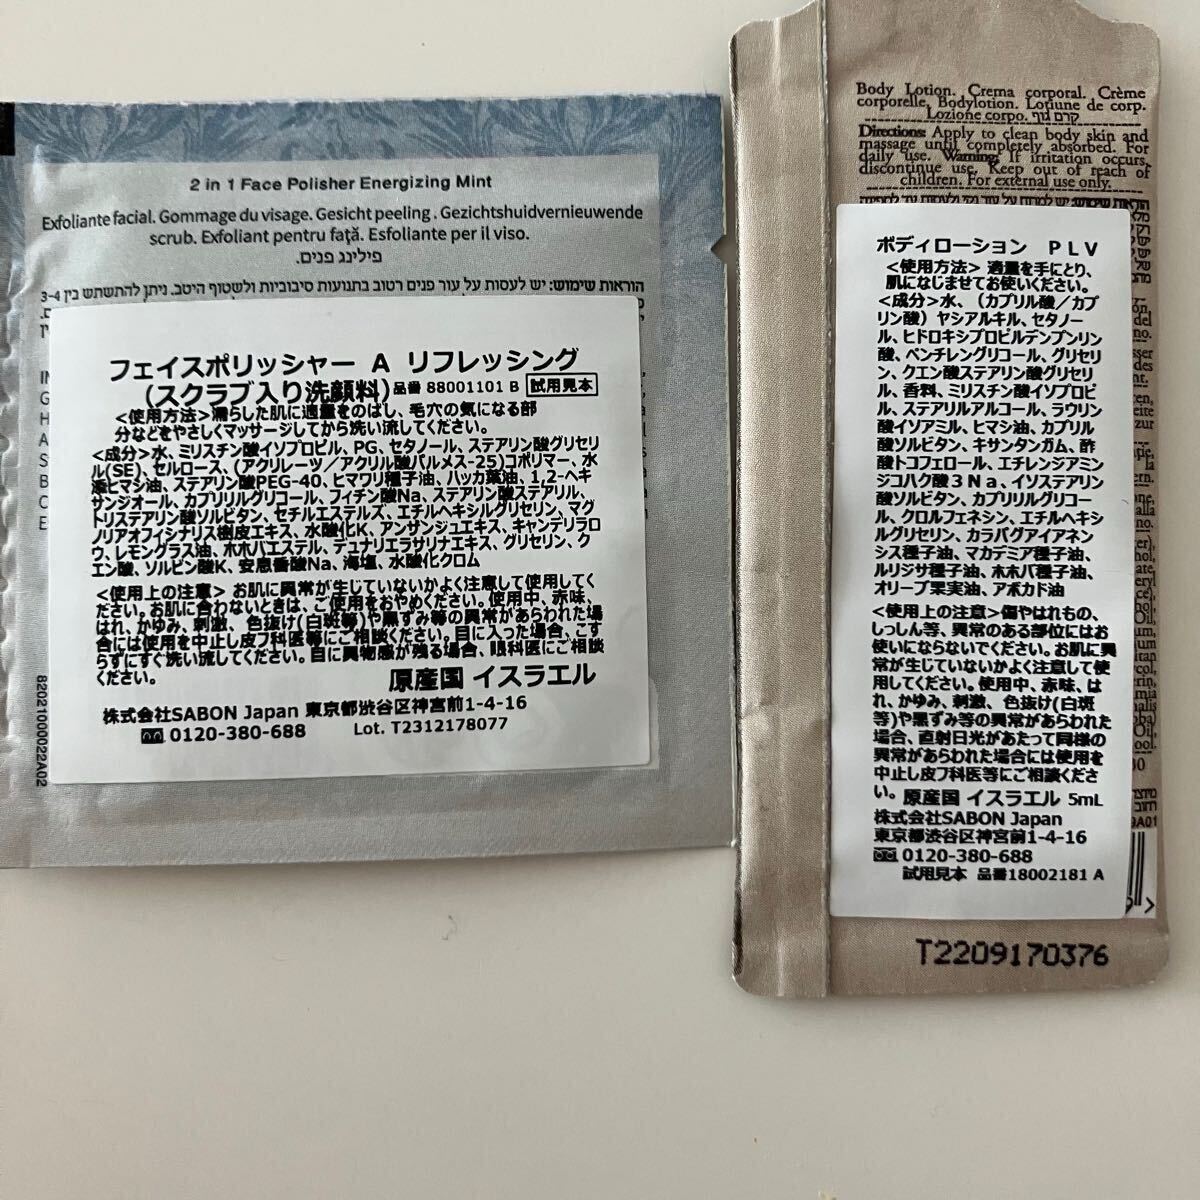 2 in 1 Face Polisher Energizing Mint
Exfoliante facial. Gommage du visage. Gesicht peeling. Gezichtshuidvernieuwende
scrub. Exfoliant pentru față. Esfoliante per il viso.
פילינג פנים.
הוראות שימוש: יש לעסות על עור פנים רטוב בתנועות סיבוביות ולשטוף היטב. ניתן להתשתש בין 3-4
フェイスポリッシャー A リフレッシング
(スクラブ入り洗顔料) 品番 88001101 B 試用見本
<使用方法>濡らした肌に適量をのばし、毛穴の気になる部
分などをやさしくマッサージしてから洗い流してください。
<成分>水、ミリスチン酸イソプロピル、PG、セタノール、ステアリン酸グリセリ
ル(SE)、セルロース、(アクリレーツ/アクリル酸パルメス-25)コポリマー、水
添ヒマシ油、ステアリン酸PEG-40、ヒマワリ種子油、ハッカ葉油、1,2-ヘキ
サンジオール、カプリリルグリコール、フィチン酸Na、ステアリン酸ステアリル、
トリステアリン酸ソルビタン、セチルエステルズ、エチルヘキシルグリセリン、マグ
ノリアオフィシナリス樹皮エキス、水酸化K、アンサンジュエキス、キャンデリラロ
ウ、レモングラス油、ホホバエステル、デュナリエラサリナエキス、グリセリン、ク
エン酸、ソルビン酸K、安息香酸Na、海塩、水酸化クロム
<使用上の注意> お肌に異常が生じていないかよく注意して使用してく
ださい。お肌に合わないときは、ご使用をおやめください。使用中、赤味、
はれ、かゆみ、刺激、色抜け(白斑等)や黒ずみ等の異常があらわれた場
合には使用を中止し皮フ科医等にご相談ください。目に入った場合、こす
らずにすぐ洗い流してください。目に異物感が残る場合、眼科医にご相談
ください。
原産国 イスラエル
株式会社SABON Japan 東京都渋谷区神宮前1-4-16
0120-380-688 Lot. T2312178077
8202100002​2A02
Body Lotion. Crema corporal. Crème
corporelle. Bodylotion. Loțiune de corp.
Lozione corpo. קרם גוף
Directions: Apply to clean body skin and
massage until completely absorbed. For
daily use. Warning: If irritation occurs,
discontinue use. Keep out of reach of
children. For external use only.
ボディローション PLV
<使用方法> 適量を手にとり、
肌になじませてお使いください。
<成分>水、(カプリル酸/カプ
リン酸)ヤシアルキル、セタノー
ル、ヒドロキシプロピルデンプンリン
酸、ペンチレングリコール、グリセリ
ン、クエン酸ステアリン酸グリセリ
ル、香料、ミリスチン酸イソプロピ
ル、ステアリルアルコール、ラウリン
酸イソアミル、ヒマシ油、カプリル
酸ソルビタン、キサンタンガム、酢
酸トコフェロール、エチレンジアミン
ジコハク酸3Na、イソステアリン
酸ソルビタン、カプリリルグリコー
ル、クロルフェネシン、エチルヘキシ
ルグリセリン、カラパグアイアネン
シス種子油、マカデミア種子油、
ルリジサ種子油、ホホバ種子油、
オリーブ果実油、アボカド油
<使用上の注意>傷やはれもの、
しっしん等、異常のある部位にはお
使いにならないでください。お肌に異
常が生じていないかよく注意して使
用してください。使用中、赤味、は
れ、かゆみ、刺激、色抜け(白斑
等)や黒ずみ等の異常があらわれた
場合、直射日光があたって同様の
異常があらわれた場合には使用を
中止し皮フ科医等にご相談くださ
い。原産国 イスラエル 5mL
株式会社SABON Japan
東京都渋谷区神宮前1-4-16
0120-380-688
試用見本 品番18002181 A
T2209170376